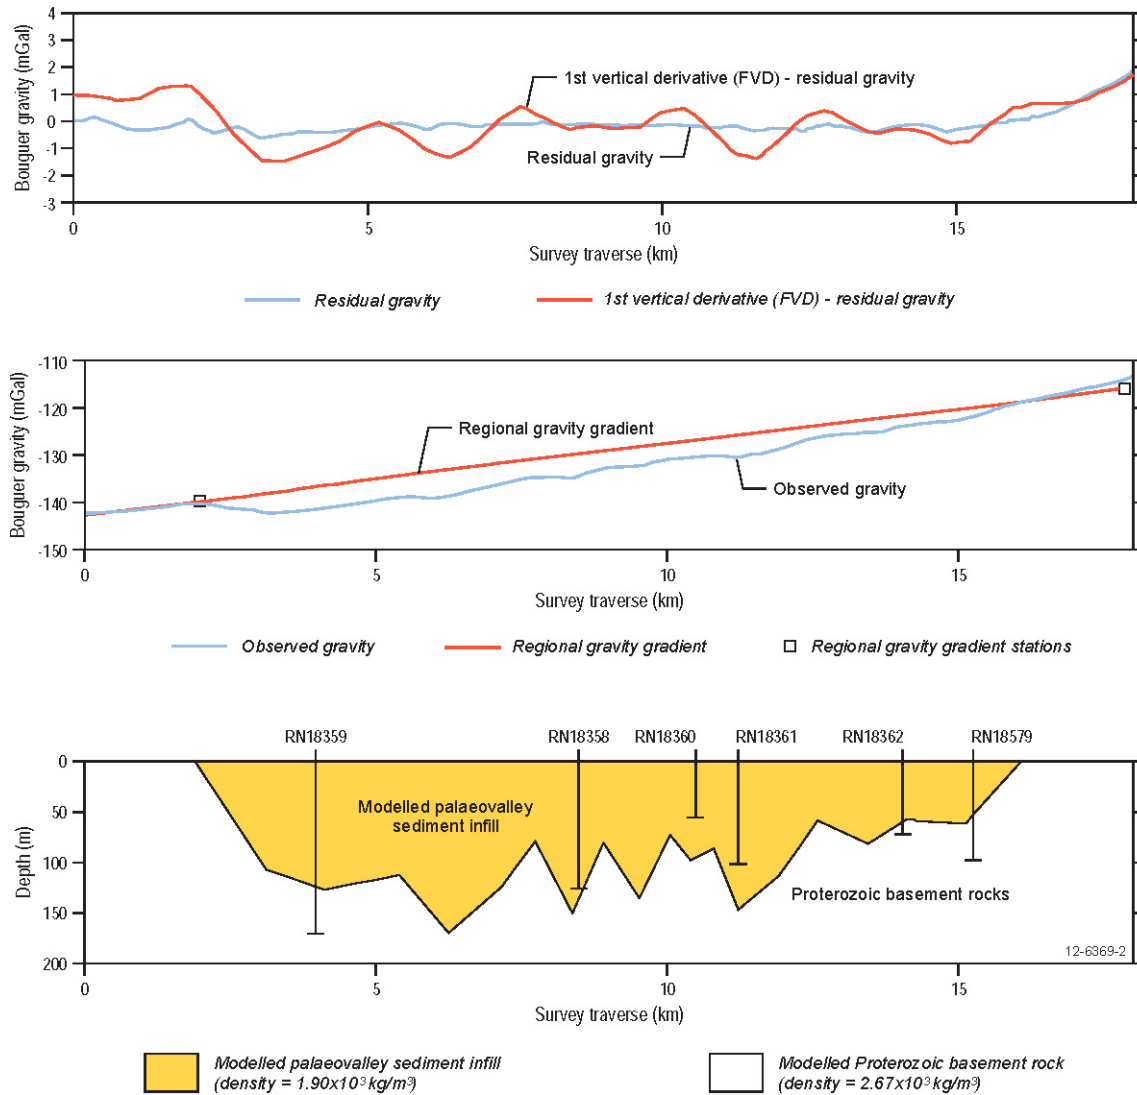 4
3
2
1
0
-1
-2
-3
Bouguer gravity (mGal)
1st vertical derivative (FVD) - residual gravity
Residual gravity
0 5 10 15
Survey traverse (km)
Residual gravity 1st vertical derivative (FVD) - residual gravity
-110
-120
-130
-140
-150
Bouguer gravity (mGal)
Regional gravity gradient
Observed gravity
0 5 10 15
Survey traverse (km)
Observed gravity Regional gravity gradient Regional gravity gradient stations
RN18359 RN18358 RN18360 RN18361 RN18362 RN18579
0
50
100
150
200
Depth (m)
Modelled palaeovalley
sediment infill
Proterozoic basement rocks
12-6369-2
0 5 10 15
Survey traverse (km)
Modelled palaeovalley sediment infill
(density = 1.90x10³ kg/m³)
Modelled Proterozoic basement rock
(density = 2.67x10³ kg/m³)